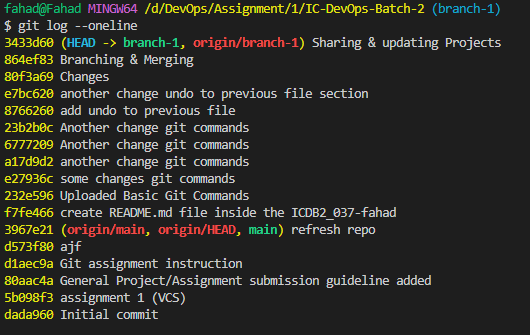 fahad@Fahad MINGW64 /d/DevOps/Assignment/1/IC-DevOps-Batch-2 (branch-1)
$ git log --oneline
3433d60 (HEAD -> branch-1, origin/branch-1) Sharing & updating Projects
864ef83 Branching & Merging
80f3a69 Changes
e7bc620 another change undo to previous file section
8766260 add undo to previous file
23b2b0c Another change git commands
6777209 Another change git commands
a17d9d2 another change git commands
e27936c some changes git commands
232e596 Uploaded Basic Git Commands
f7fe466 create README.md file inside the ICDB2_037-fahad
3967e21 (origin/main, origin/HEAD, main) refresh repo
d573f80 ajf
d1aec9a Git assignment instruction
80aac4a General Project/Assignment submission guideline added
5b098f3 assignment 1 (VCS)
dada960 Initial commit